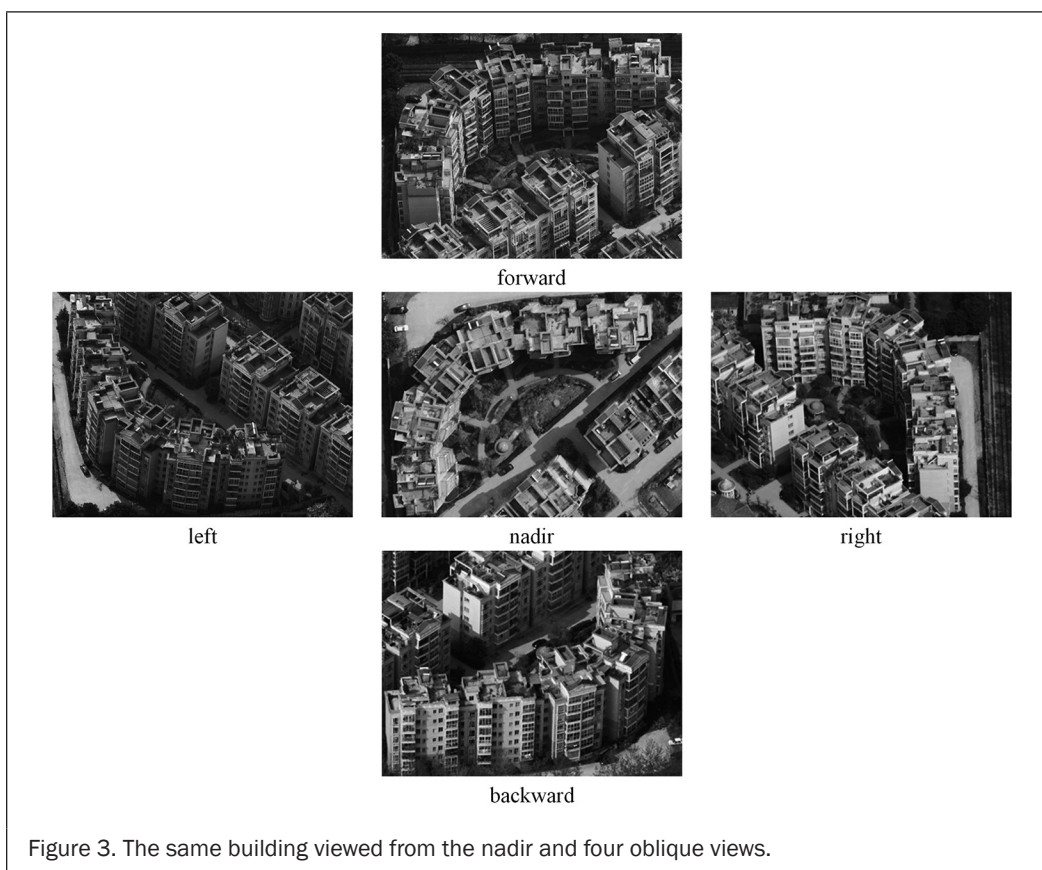 forward
left
nadir
right
backward
Figure 3. The same building viewed from the nadir and four oblique views.